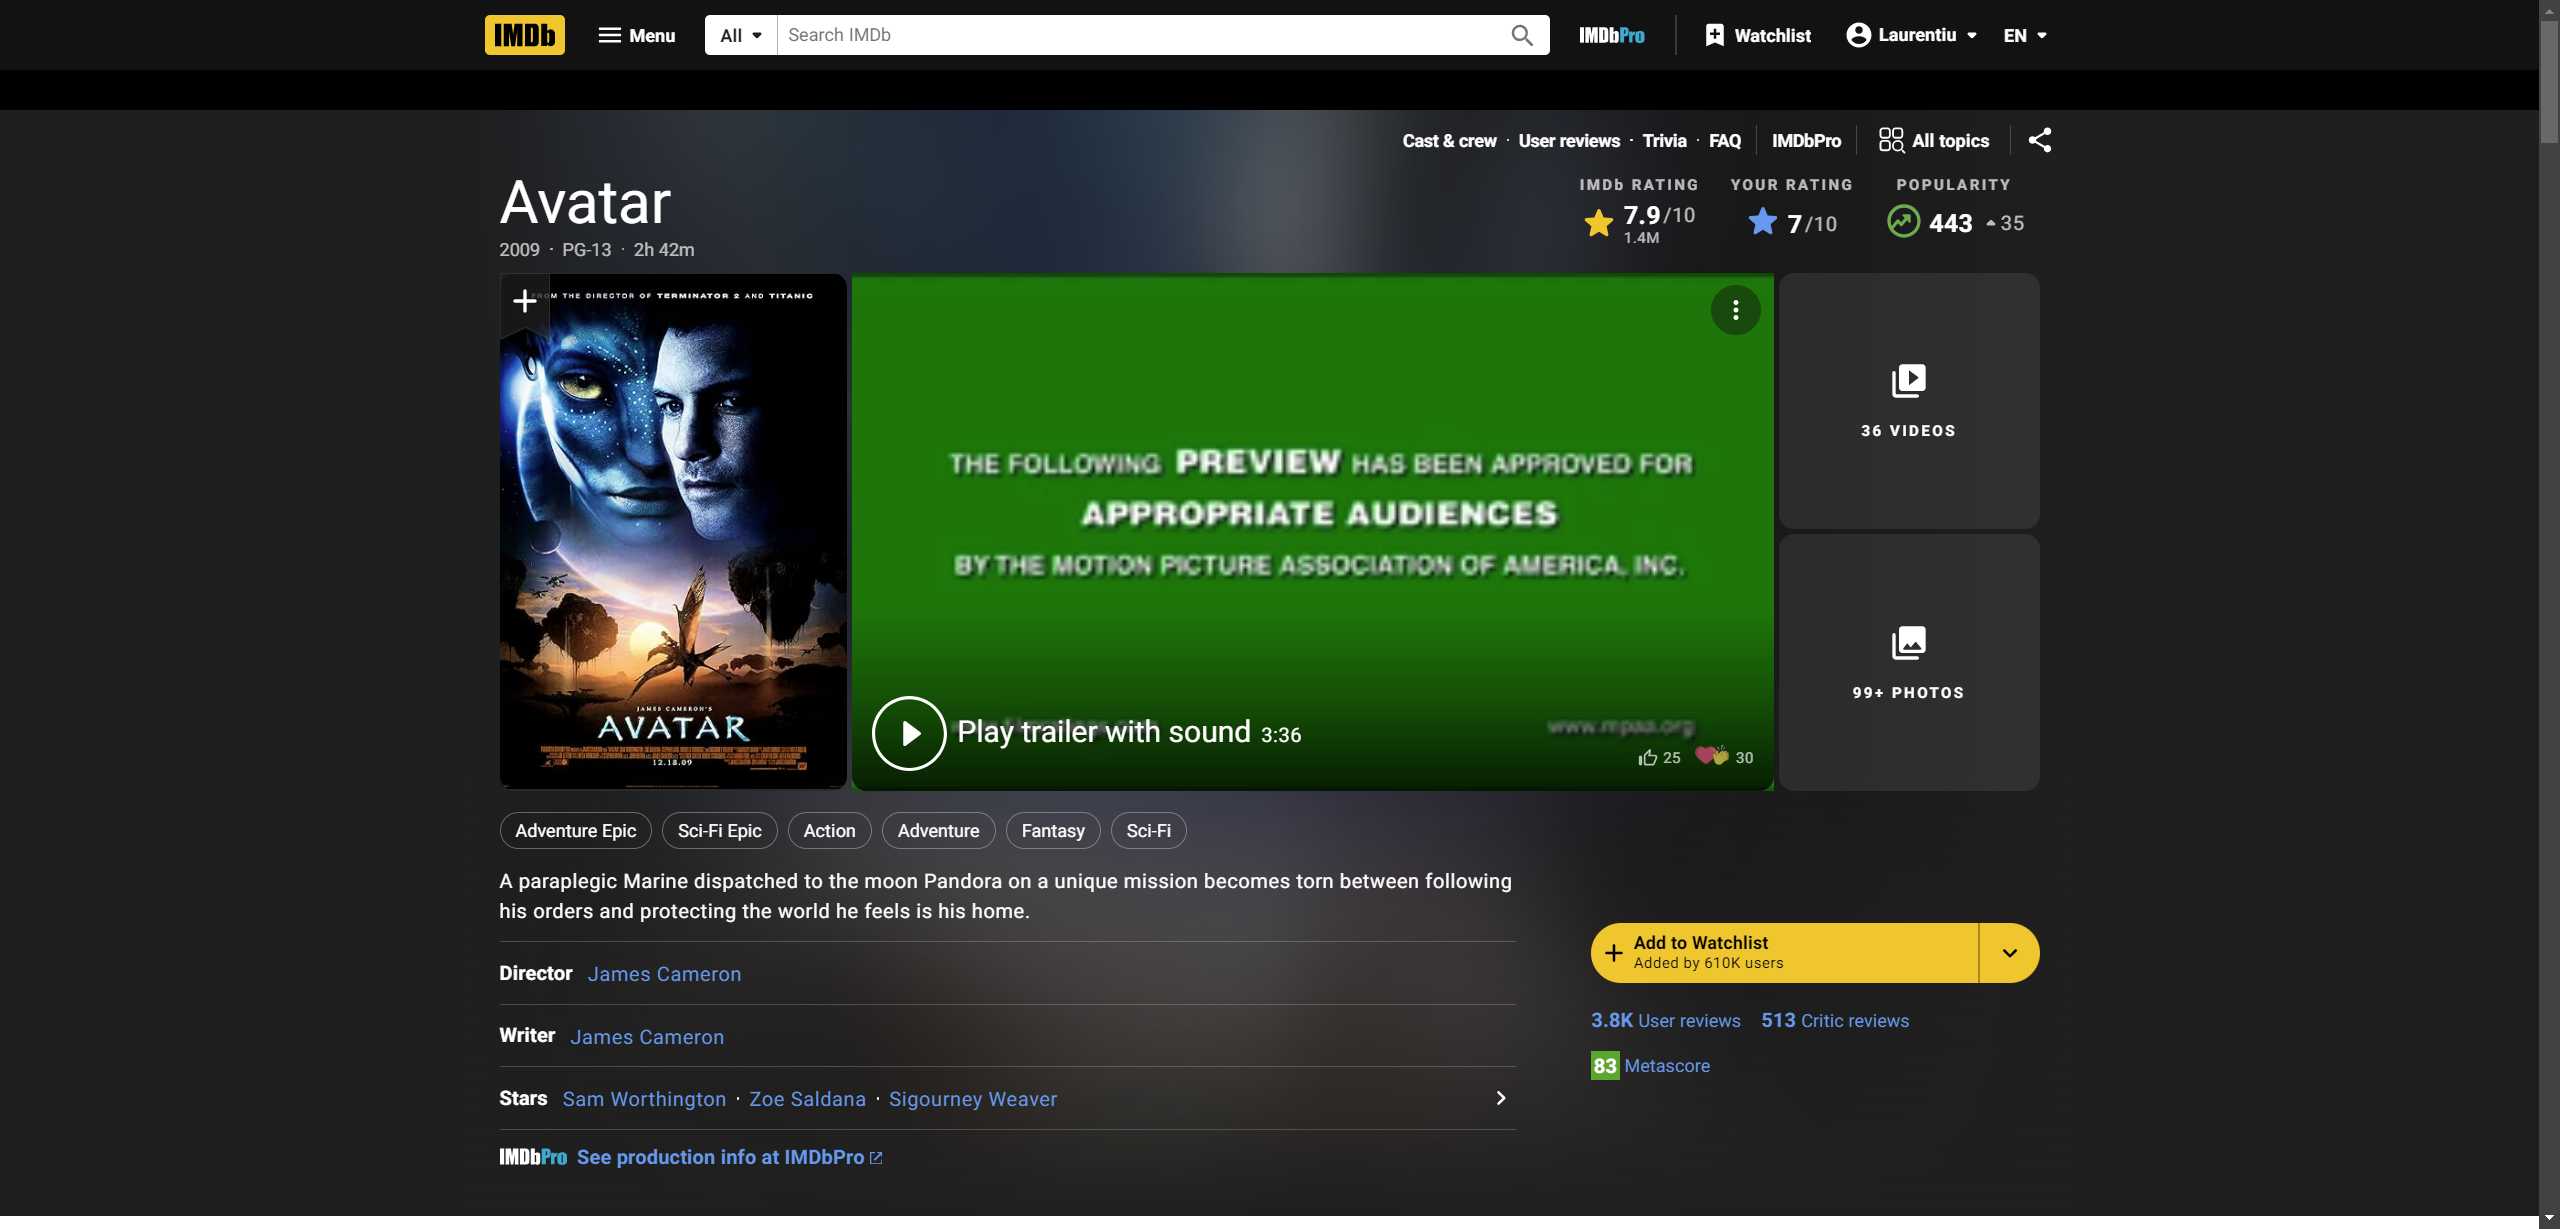 IMDb Menu All Search IMDb IMDbPro Watchlist Laurentiu EN
Cast & crew · User reviews · Trivia · FAQ IMDbPro All topics
Avatar
2009 · PG-13 · 2h 42m
IMDb RATING YOUR RATING POPULARITY
7.9/10 7/10 443 35
1.4M
FROM THE DIRECTOR OF TERMINATOR 2 AND TITANIC
JAMES CAMERON'S
AVATAR
12.18.09
THE FOLLOWING PREVIEW HAS BEEN APPROVED FOR
APPROPRIATE AUDIENCES
BY THE MOTION PICTURE ASSOCIATION OF AMERICA, INC.
www.mpaa.org
Play trailer with sound 3:36
25 30
36 VIDEOS
99+ PHOTOS
Adventure Epic Sci-Fi Epic Action Adventure Fantasy Sci-Fi
A paraplegic Marine dispatched to the moon Pandora on a unique mission becomes torn between following
his orders and protecting the world he feels is his home.
Director James Cameron
Writer James Cameron
Stars Sam Worthington · Zoe Saldana · Sigourney Weaver
IMDbPro See production info at IMDbPro
Add to Watchlist
Added by 610K users
3.8K User reviews 513 Critic reviews
83 Metascore